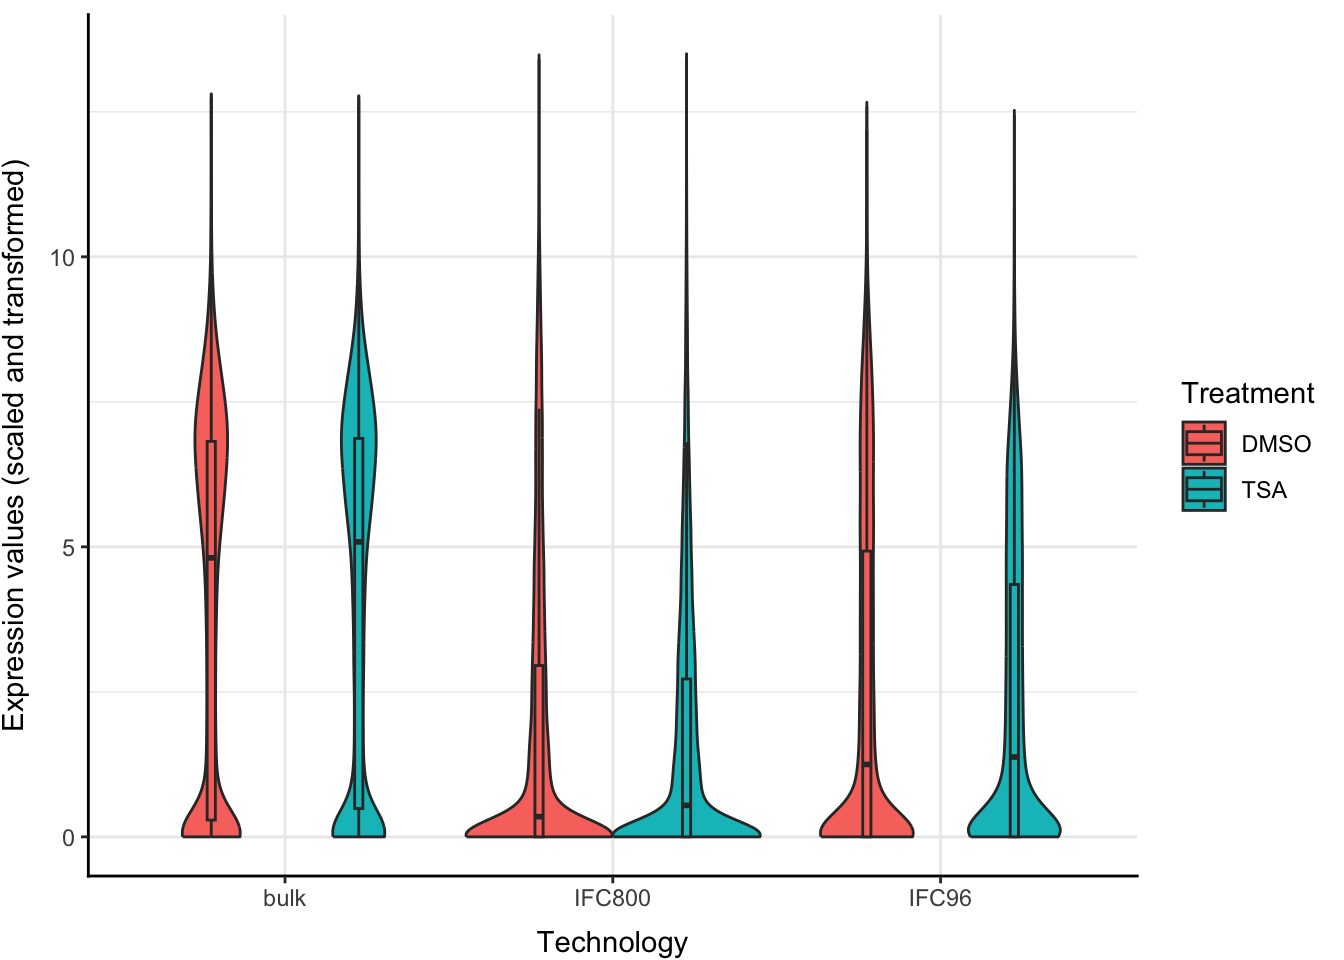 Expression values (scaled and transformed)
10
5
0
bulk
IFC800
IFC96
Technology
Treatment
DMSO
TSA